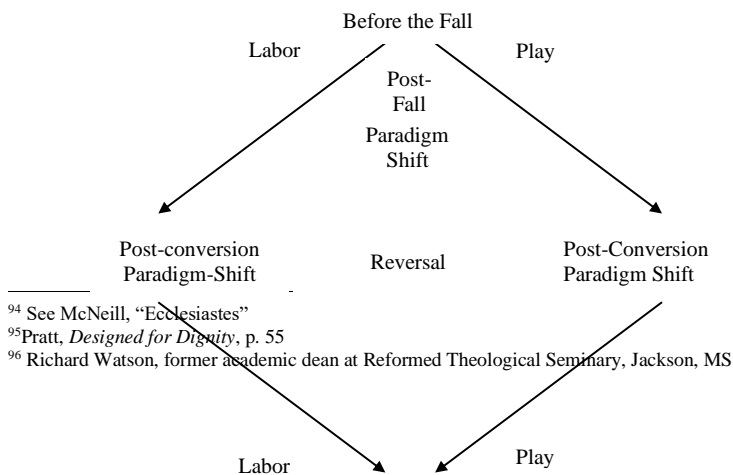 Before the Fall
Labor
Play
Post-
Fall
Paradigm
Shift
Post-conversion
Paradigm-Shift
Reversal
Post-Conversion
Paradigm Shift
94 See McNeill, “Ecclesiastes”
95Pratt, Designed for Dignity, p. 55
96 Richard Watson, former academic dean at Reformed Theological Seminary, Jackson, MS
Labor
Play